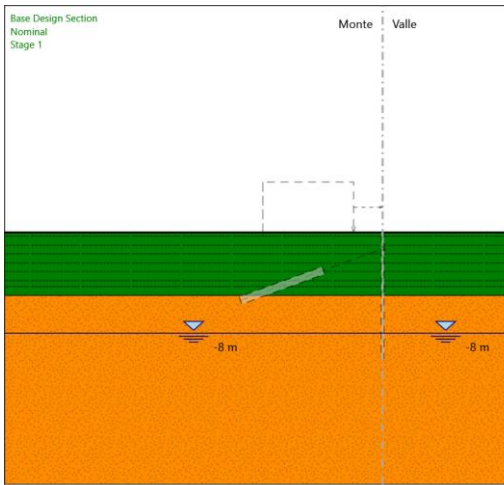 Base Design Section
Nominal
Stage 1
Monte Valle
-8 m
-8 m